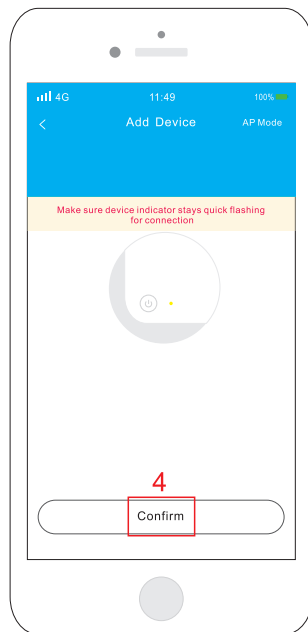 4G 11:49 100%
< Add Device AP Mode
Make sure device indicator stays quick flashing
for connection
4
Confirm